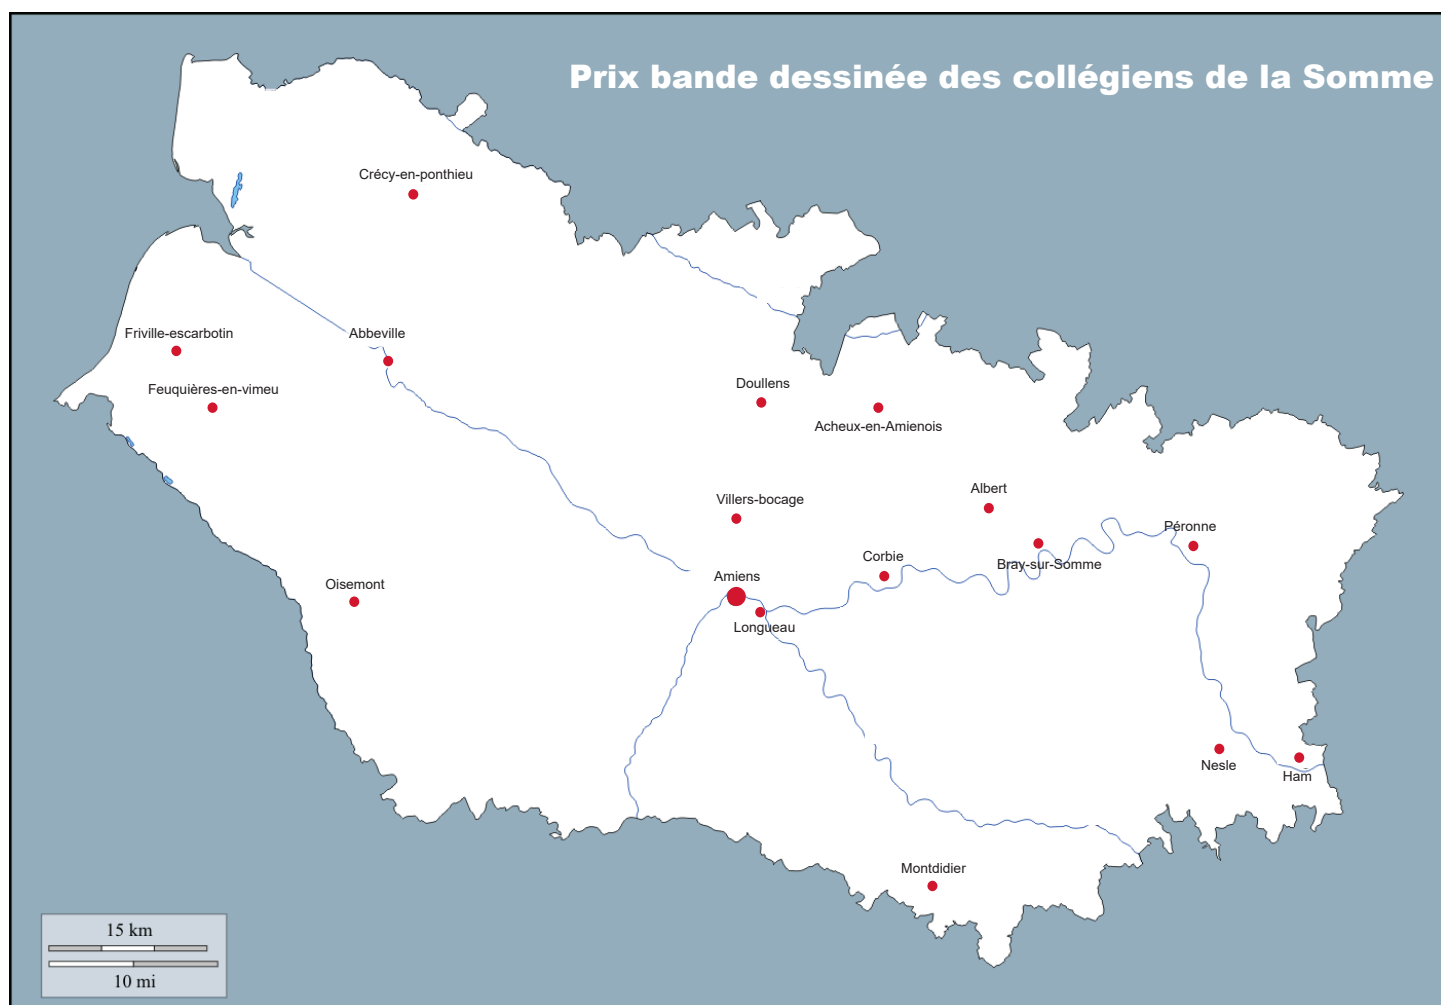 Prix bande dessinée des collégiens de la Somme
Crécy-en-ponthieu
Friville-escarbotin
Abbeville
Feuquières-en-vimeu
Doullens
Acheux-en-Amienois
Villers-bocage
Albert
Péronne
Corbie
Bray-sur-Somme
Amiens
Oisemont
Longueau
Nesle
Ham
Montdidier
15 km
10 mi